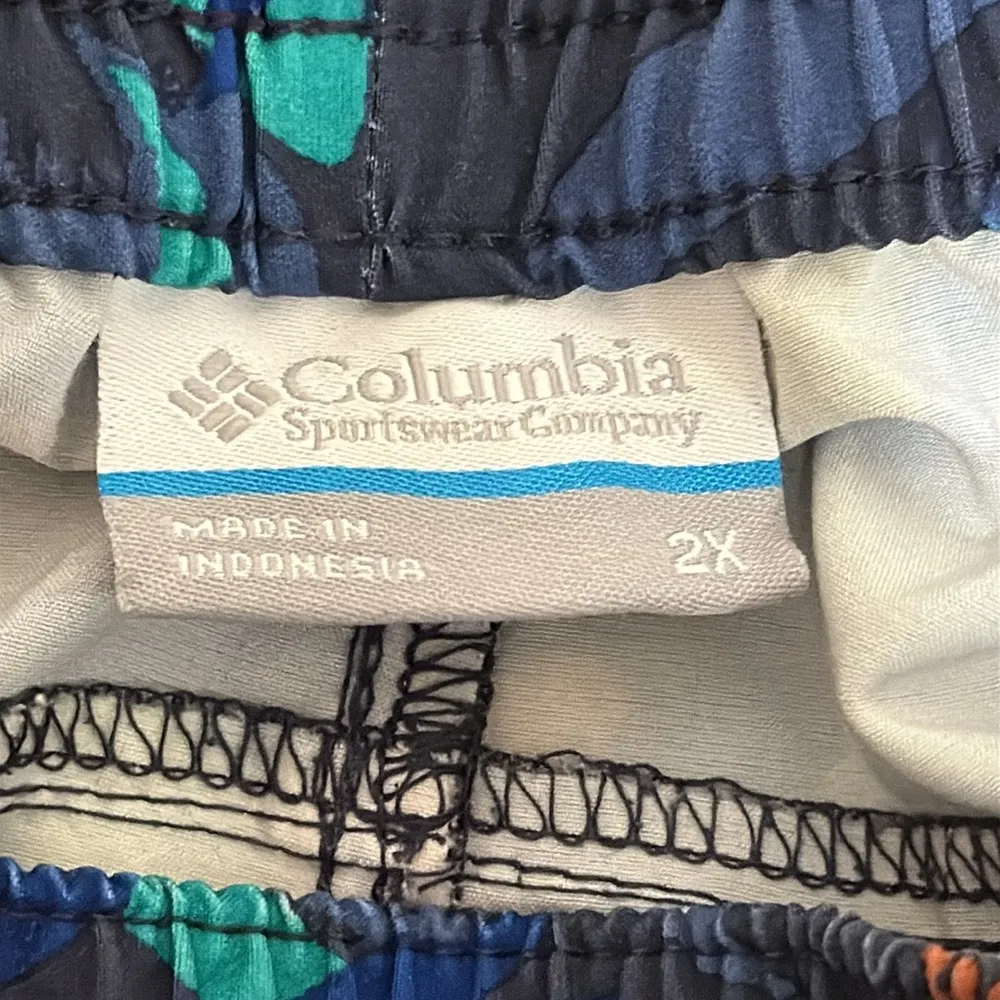 Columbia
Sportswear Company
MADE IN
INDONESIA
2X